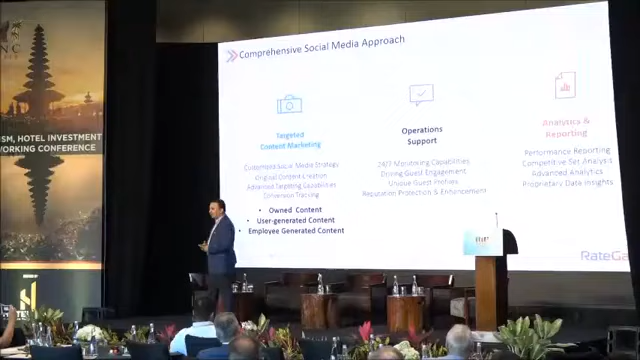 NC
ISM, HOTEL INVESTMENT
WORKING CONFERENCE
Comprehensive Social Media Approach
Targeted
Content Marketing
Customized Social Media Strategy
Original Content Creation
Advanced Targeting Capabilities
Conversion Tracking
• Owned Content
• User-generated Content
• Employee Generated Content
Operations
Support
24/7 Monitoring Capabilities
Driving Guest Engagement
Unique Guest Profiles
Reputation Protection & Enhancement
Analytics &
Reporting
Performance Reporting
Competitive Set Analysis
Advanced Analytics
Proprietary Data Insights
RateGa